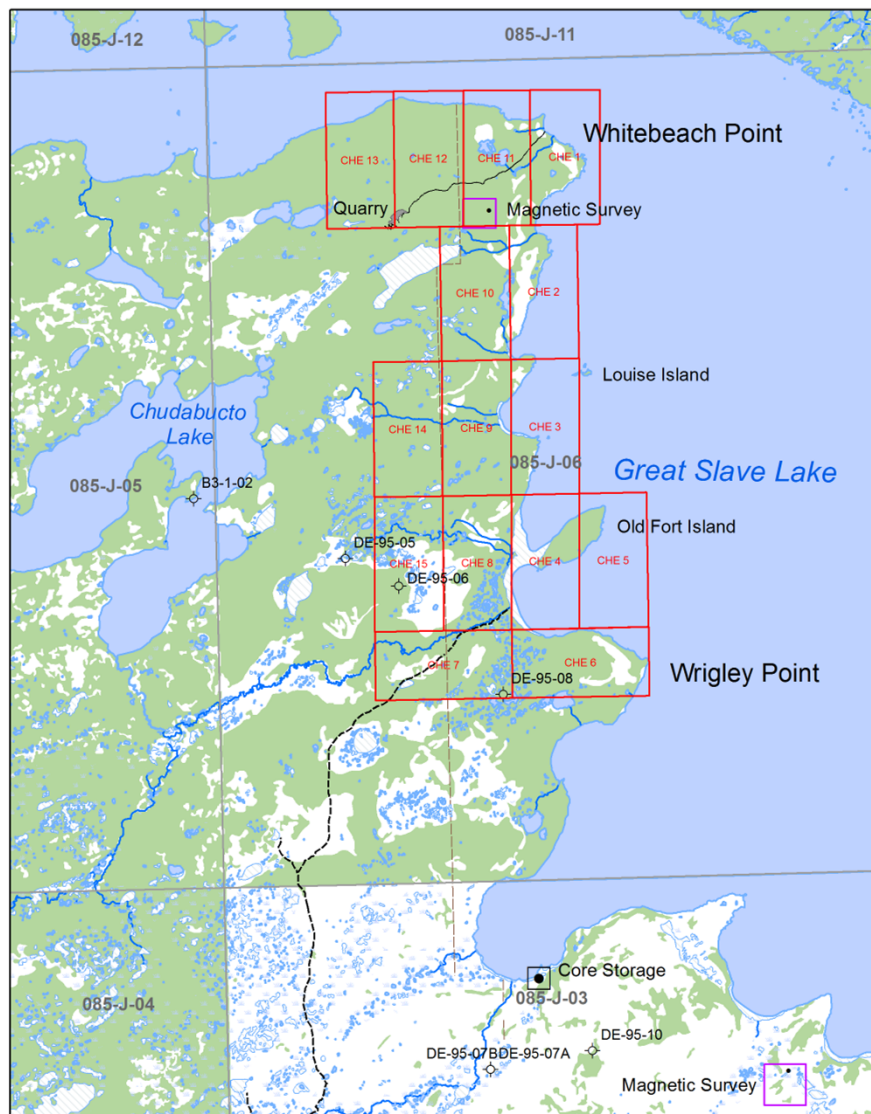 085-J-12
085-J-11
Whitebeach Point
CHE 13
CHE 12
CHE 11
CHE 1
Quarry
Magnetic Survey
CHE 10
CHE 2
Louise Island
Chudabucto
Lake
CHE 14
CHE 9
CHE 3
085-J-06
Great Slave Lake
085-J-05
B3-1-02
Old Fort Island
DE-95-05
CHE 15
CHE 8
CHE 4
CHE 5
DE-95-06
CHE 7
CHE 6
Wrigley Point
DE-95-08
Core Storage
085-J-04
085-J-03
DE-95-10
DE-95-07BDE-95-07A
Magnetic Survey